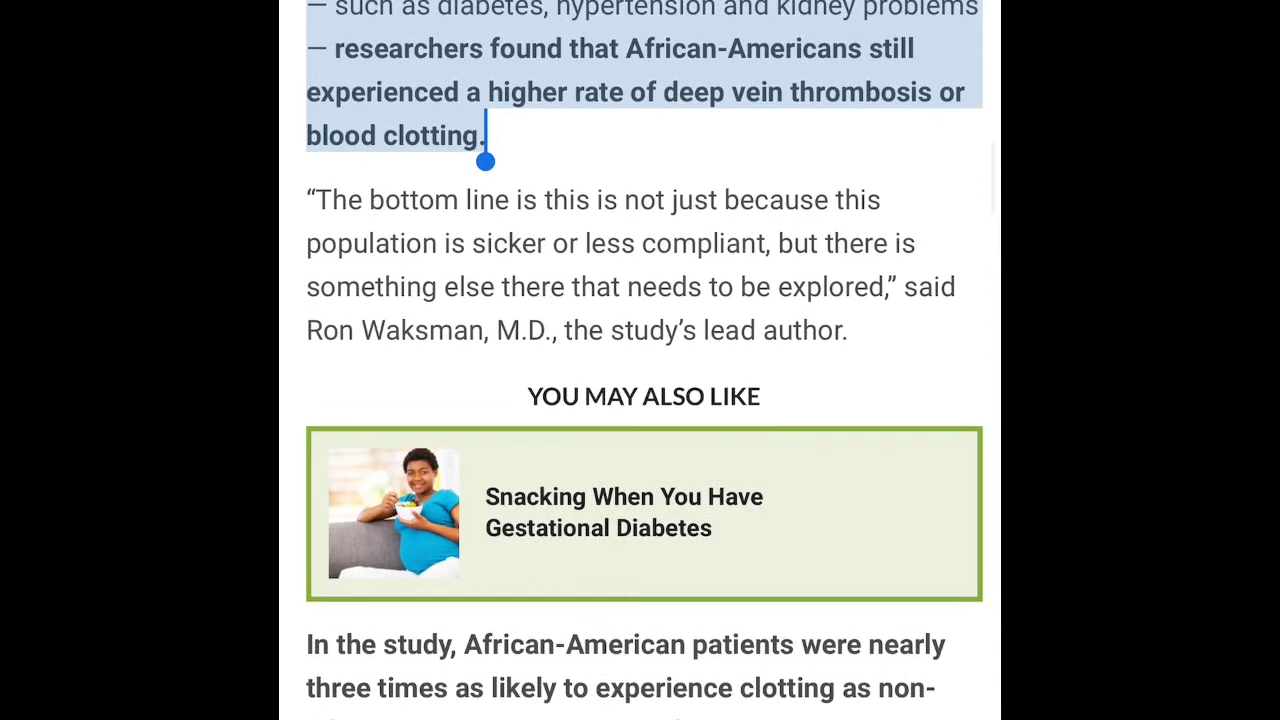 — such as diabetes, hypertension and kidney problems
— researchers found that African-Americans still
experienced a higher rate of deep vein thrombosis or
blood clotting.
“The bottom line is this is not just because this
population is sicker or less compliant, but there is
something else there that needs to be explored,” said
Ron Waksman, M.D., the study’s lead author.
YOU MAY ALSO LIKE
Snacking When You Have
Gestational Diabetes
In the study, African-American patients were nearly
three times as likely to experience clotting as non-